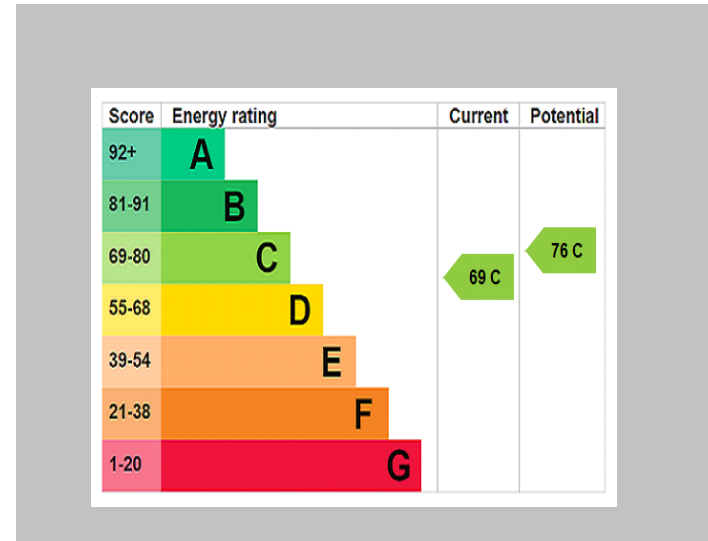 Score Energy rating Current Potential
92+ A
81-91 B
69-80 C 76 C
69 C
55-68 D
39-54 E
21-38 F
1-20 G